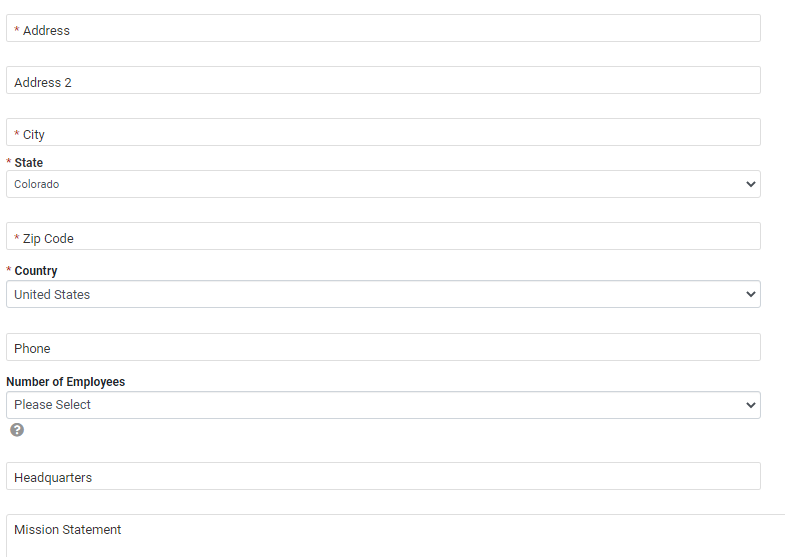 * Address
Address 2
* City
* State
Colorado
* Zip Code
* Country
United States
Phone
Number of Employees
Please Select
?
Headquarters
Mission Statement